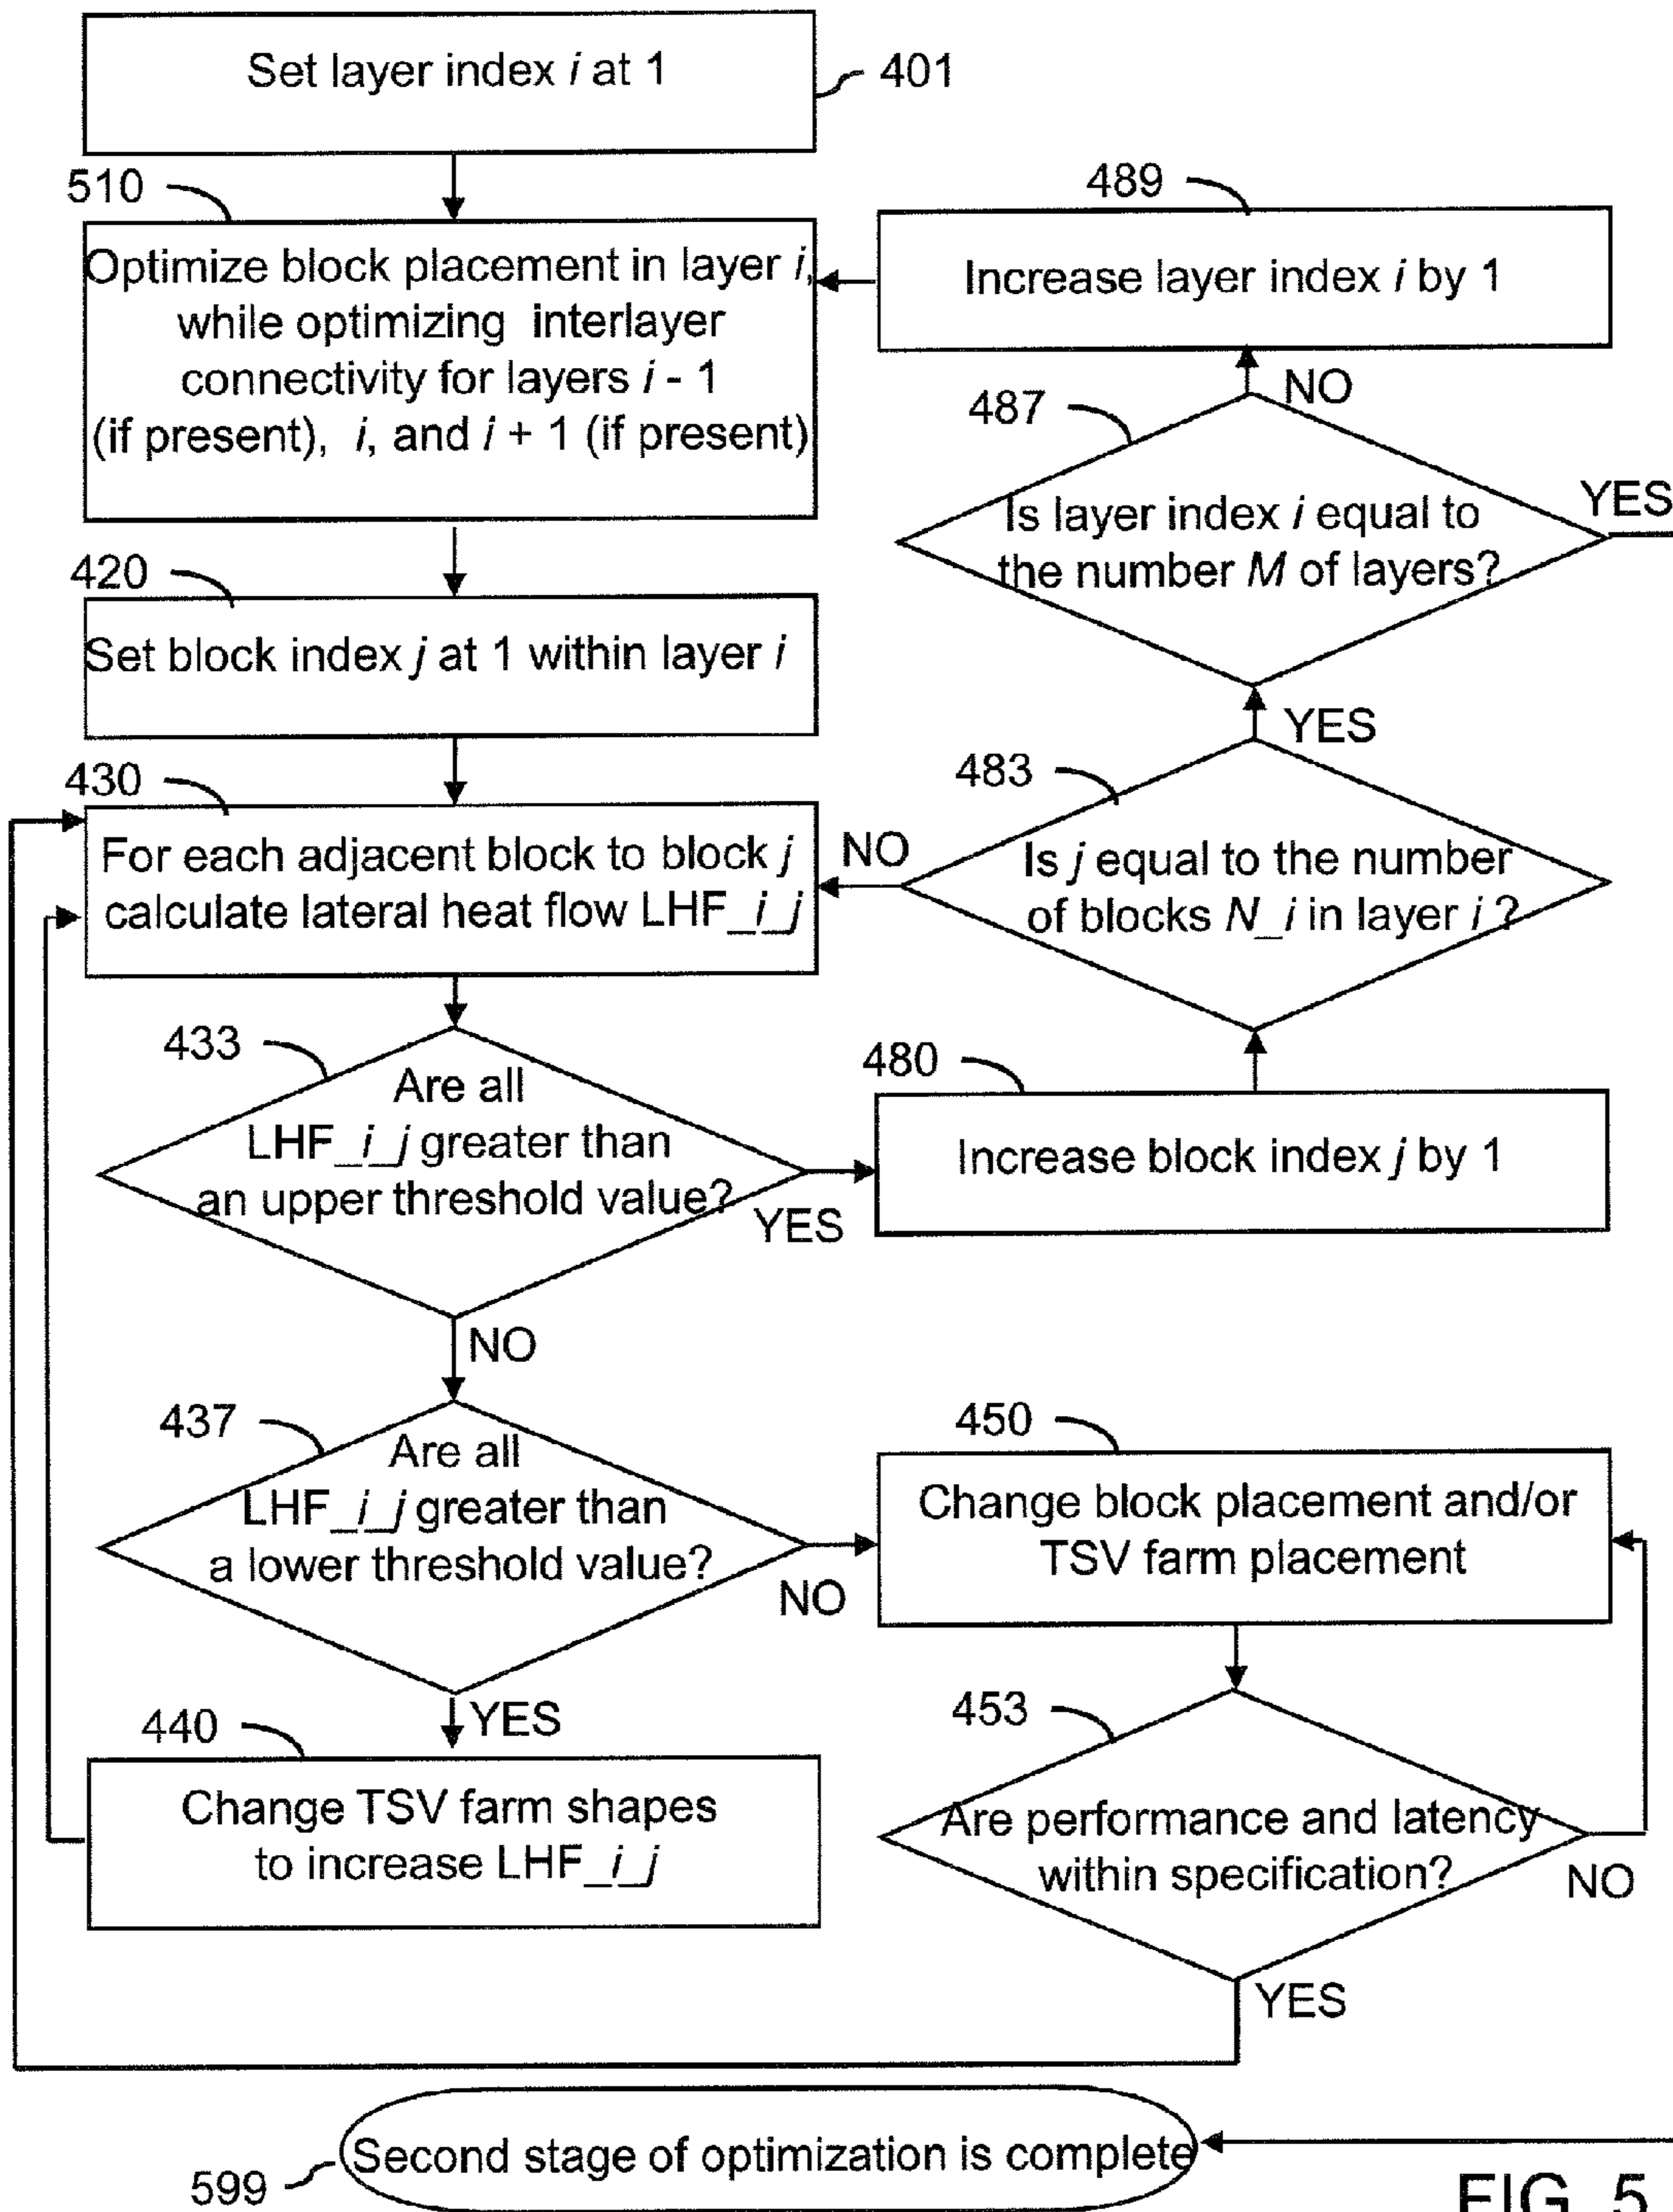 Set layer index i at 1
401
510
Optimize block placement in layer i,
while optimizing interlayer
connectivity for layers i - 1
(if present), i, and i + 1 (if present)
489
Increase layer index i by 1
NO
487
Is layer index i equal to
the number M of layers?
YES
420
Set block index j at 1 within layer i
YES
430
For each adjacent block to block j
calculate lateral heat flow LHF_i_j
NO
483
Is j equal to the number
of blocks N_i in layer i ?
433
Are all
LHF_i_j greater than
an upper threshold value?
YES
480
Increase block index j by 1
NO
437
Are all
LHF_i_j greater than
a lower threshold value?
NO
450
Change block placement and/or
TSV farm placement
YES
440
Change TSV farm shapes
to increase LHF_i_j
453
Are performance and latency
within specification?
NO
YES
Second stage of optimization is complete
599
FIG. 5